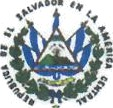 REPUBLICA DE EL SALVADOR EN LA AMERICA CENTRAL